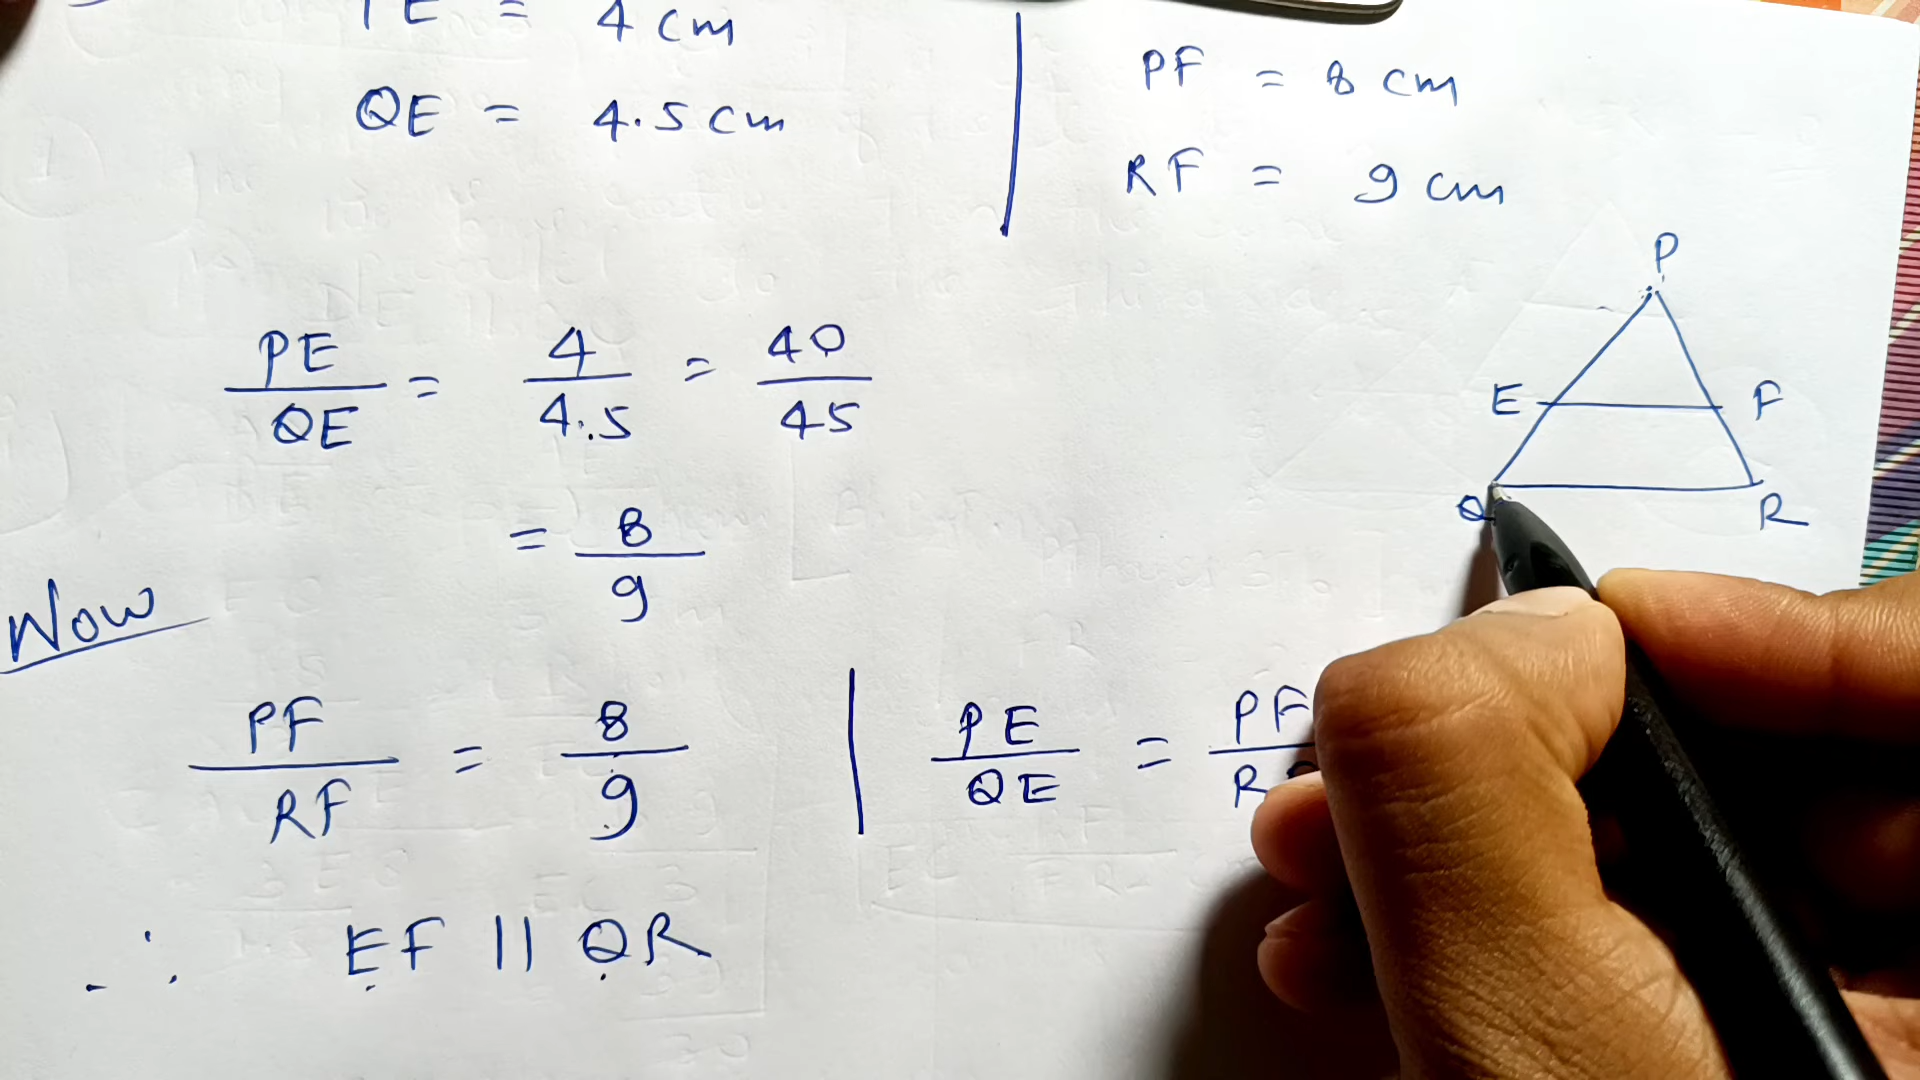 PE = 4 cm
QE = 4.5 cm
PF = 8 cm
RF = 9 cm
P
E F
Q R
PE/QE = 4/4.5 = 40/45
= 8/9
Now
PF/RF = 8/9
PE/QE = PF/R
∴ EF || QR